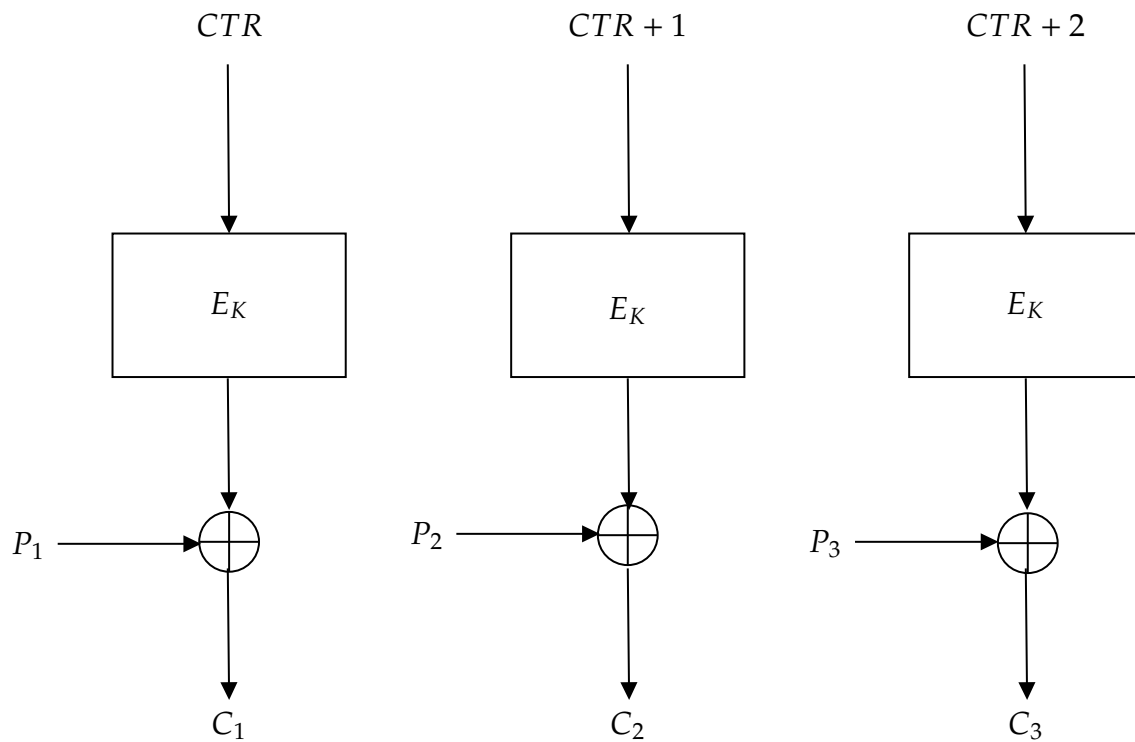 CTR CTR + 1 CTR + 2
E_K E_K E_K
P_1 P_2 P_3
C_1 C_2 C_3